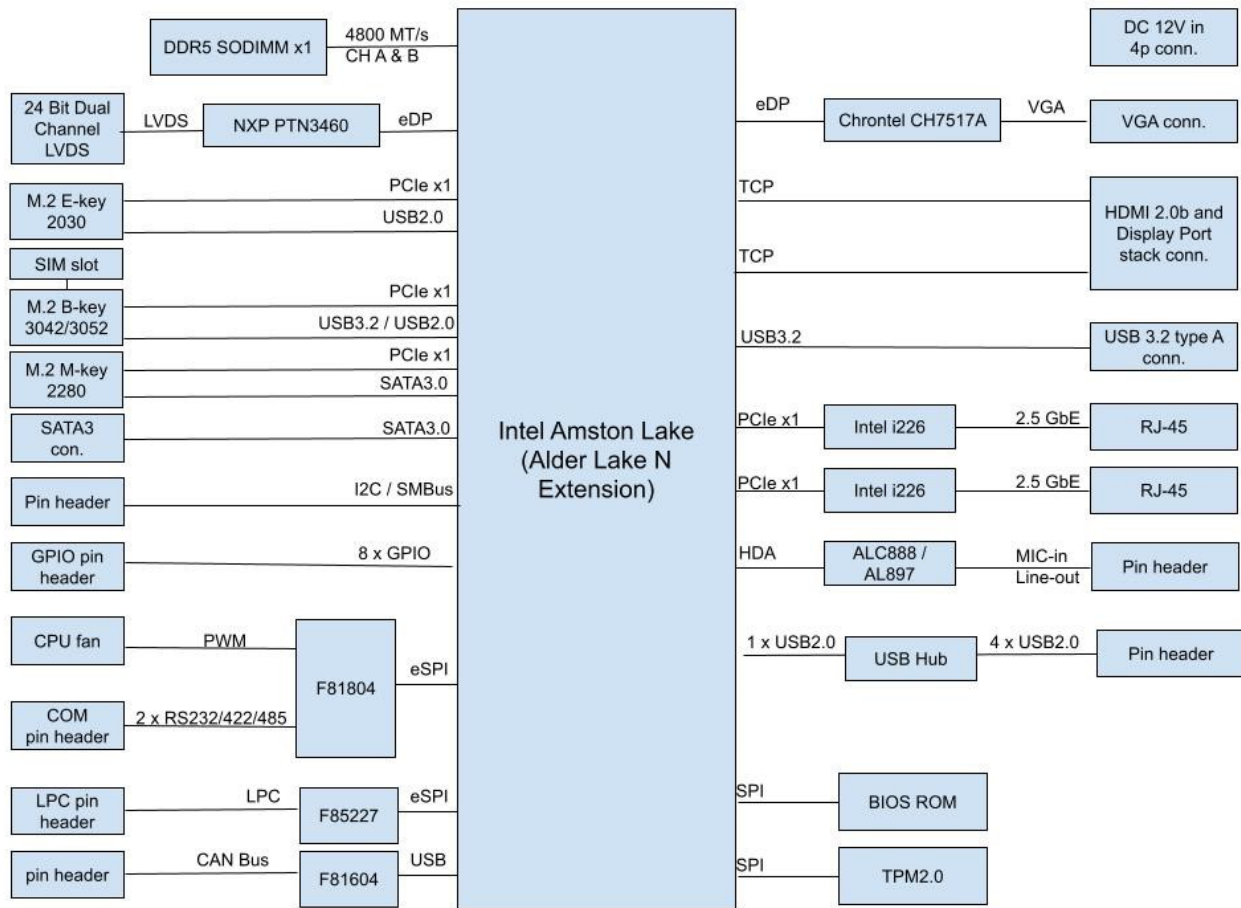 DDR5 SODIMM x1
4800 MT/s
CH A & B
24 Bit Dual
Channel
LVDS
LVDS
NXP PTN3460
eDP
M.2 E-key
2030
PCIe x1
USB2.0
SIM slot
M.2 B-key
3042/3052
PCIe x1
USB3.2 / USB2.0
M.2 M-key
2280
PCIe x1
SATA3.0
SATA3
con.
SATA3.0
Pin header
I2C / SMBus
GPIO pin
header
8 x GPIO
CPU fan
PWM
F81804
eSPI
COM
pin header
2 x RS232/422/485
LPC pin
header
LPC
F85227
eSPI
pin header
CAN Bus
F81604
USB
Intel Amston Lake
(Alder Lake N
Extension)
DC 12V in
4p conn.
eDP
Chrontel CH7517A
VGA
VGA conn.
TCP
TCP
HDMI 2.0b and
Display Port
stack conn.
USB3.2
USB 3.2 type A
conn.
PCIe x1
Intel i226
2.5 GbE
RJ-45
PCIe x1
Intel i226
2.5 GbE
RJ-45
HDA
ALC888 /
AL897
MIC-in
Line-out
Pin header
1 x USB2.0
USB Hub
4 x USB2.0
Pin header
SPI
BIOS ROM
SPI
TPM2.0